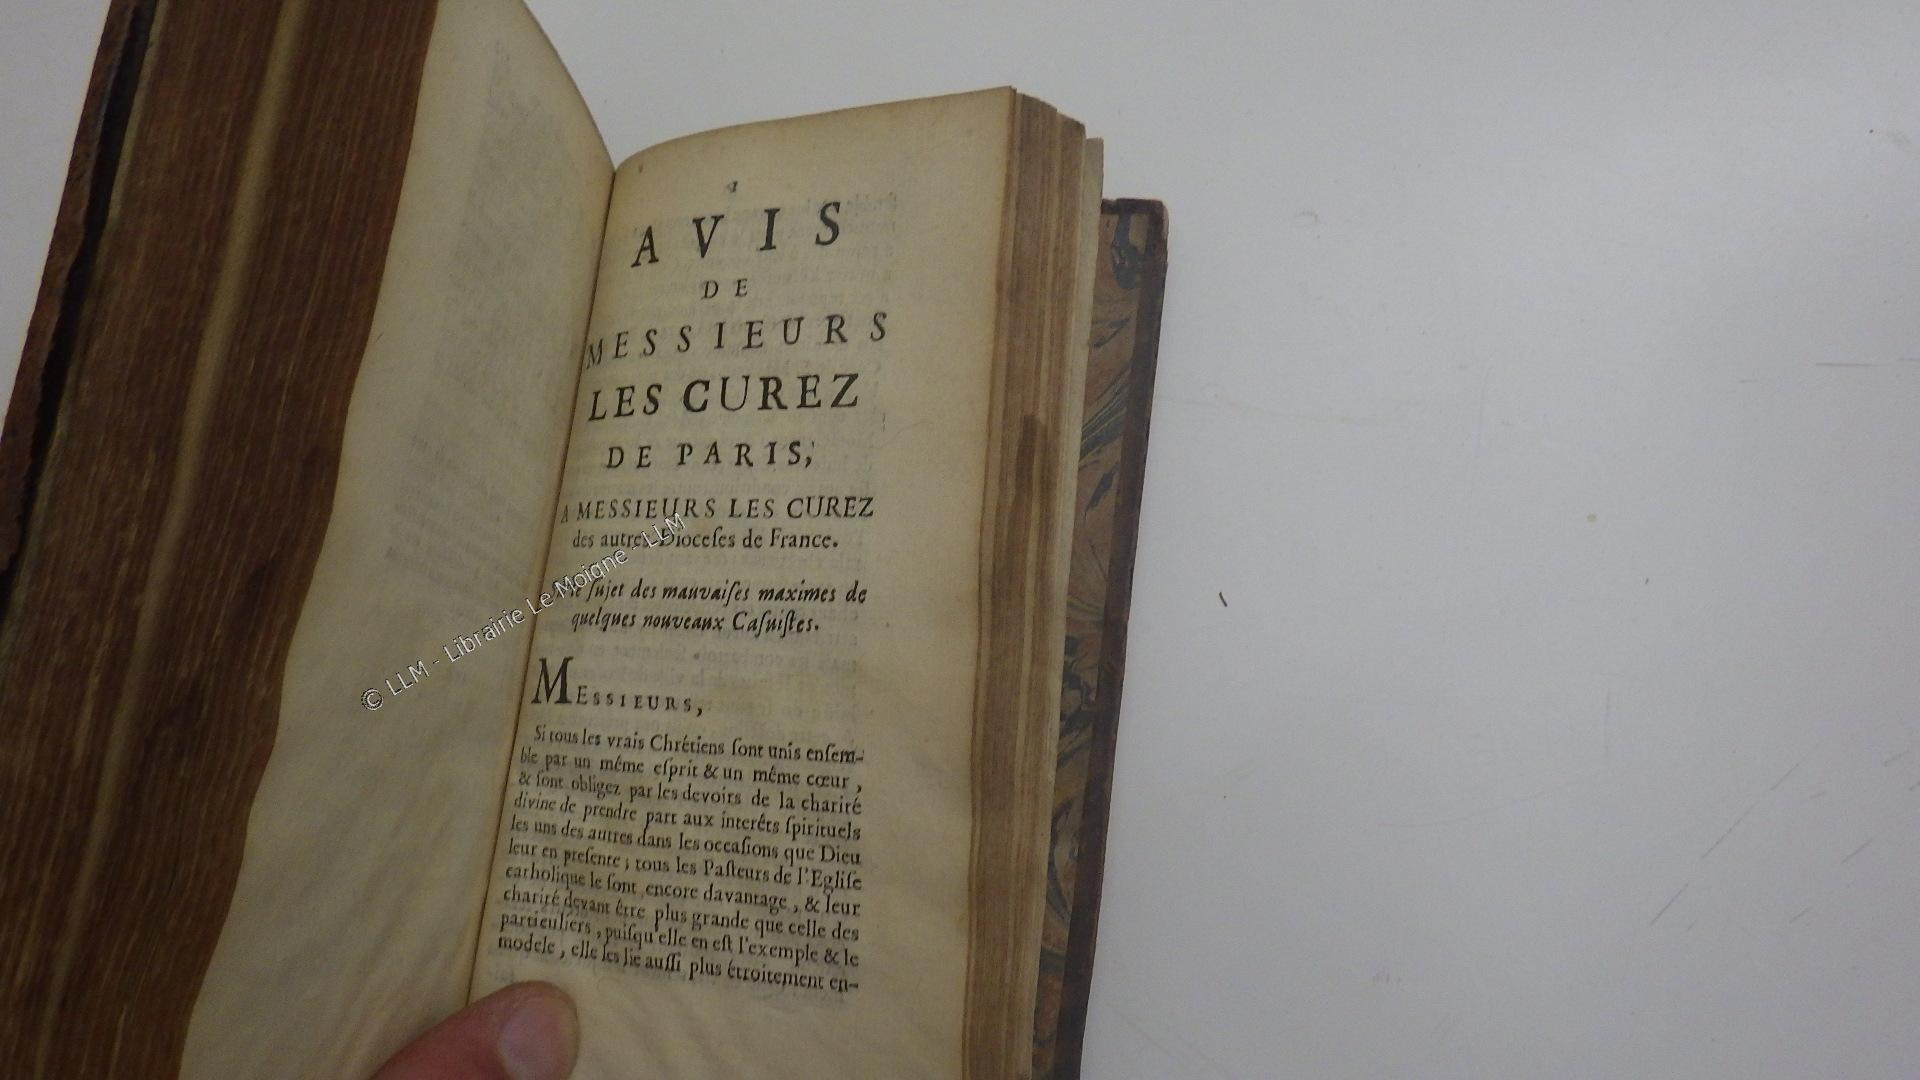 AVIS
DE
MESSIEURS
LES CUREZ
DE PARIS,
A MESSIEURS LES CUREZ
des autres Dioceſes de France.
le ſujet des mauvaiſes maximes de
quelques nouveaux Caſuiſtes.
MESSIEURS,
Si tous les vrais Chrétiens ſont unis enſem-
ble par un même eſprit & un même cœur,
& ſont obligez par les devoirs de la charité
divine de prendre part aux interêts ſpirituels
les uns des autres dans les occaſions que Dieu
leur en preſente; tous les Paſteurs de l'Egliſe
catholique le ſont encore davantage, & leur
charité devant être plus grande que celle des
particuliers, puiſqu'elle en eſt l'exemple & le
modele, elle les lie auſſi plus étroitement en-
© LLM - Librairie Le Moigne - LLM